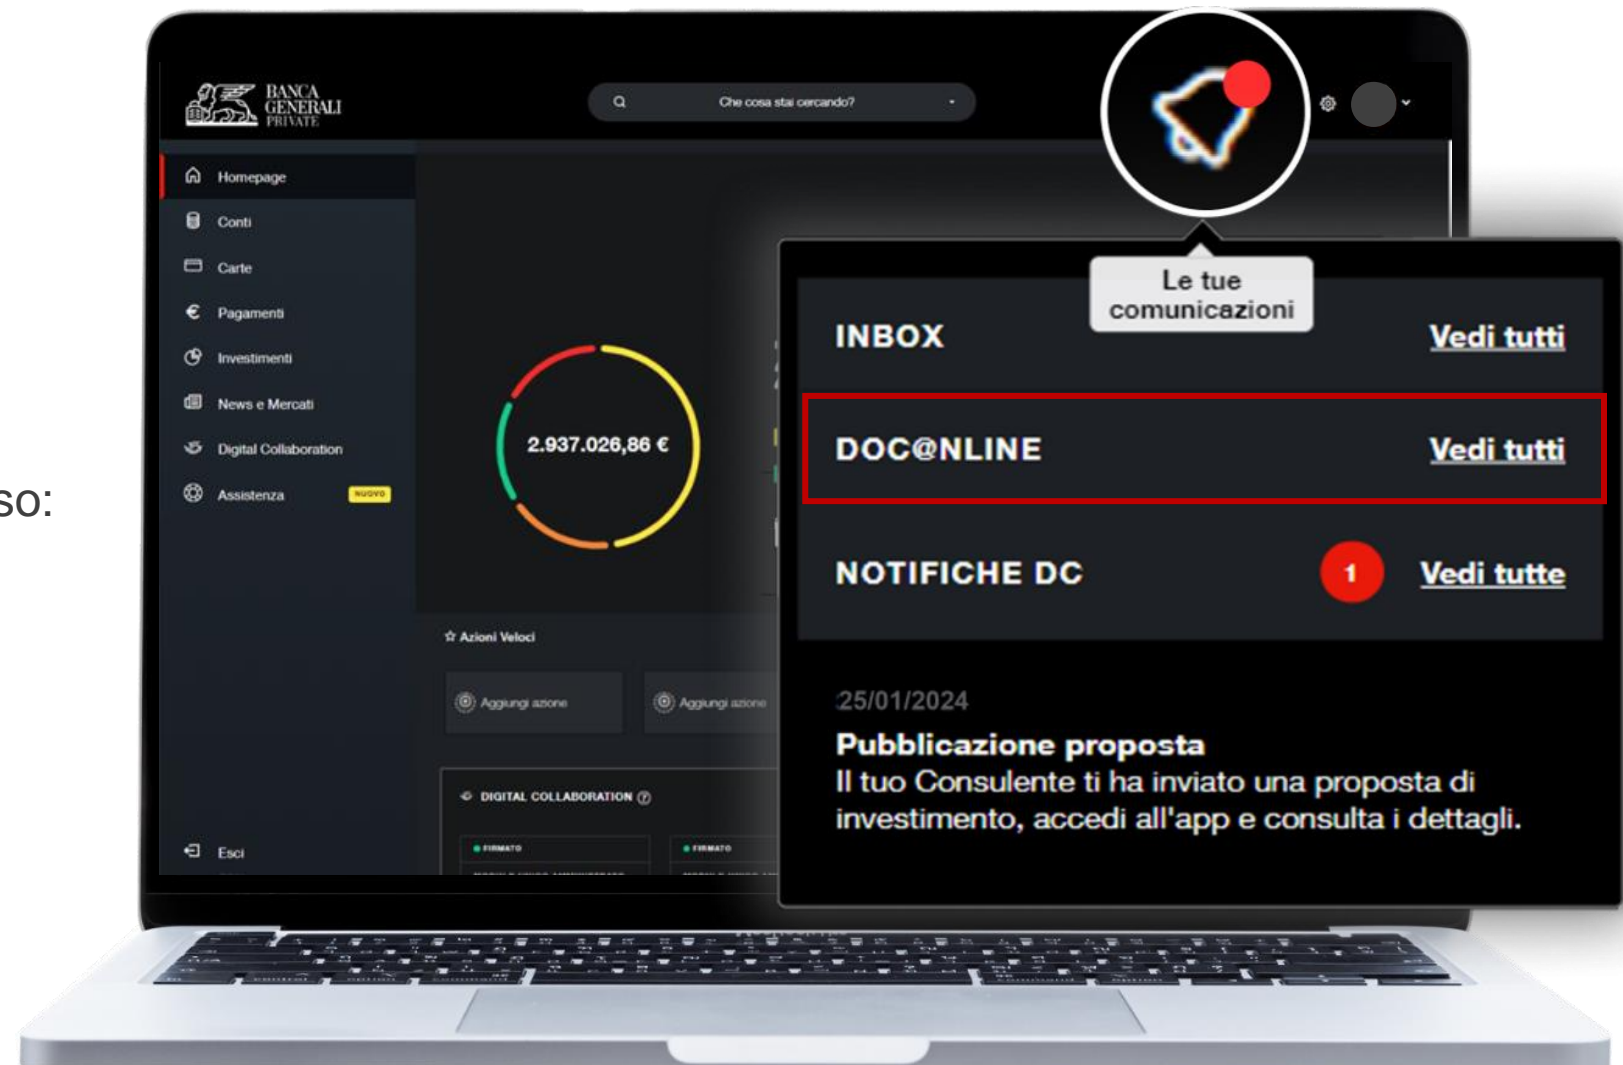 BANCA
GENERALI
PRIVATE
Che cosa stai cercando?
Homepage
Conti
Carte
€ Pagamenti
Investimenti
News e Mercati
Digital Collaboration
Assistenza
NUOVO
Esci
so:
2.937.026,86 €
Azioni Veloci
Aggiungi azione
Aggiungi azione
DIGITAL COLLABORATION ?
FIRMATO
FIRMATO
Le tue
comunicazioni
INBOX Vedi tutti
DOC@NLINE Vedi tutti
NOTIFICHE DC 1 Vedi tutte
25/01/2024
Pubblicazione proposta
Il tuo Consulente ti ha inviato una proposta di
investimento, accedi all'app e consulta i dettagli.